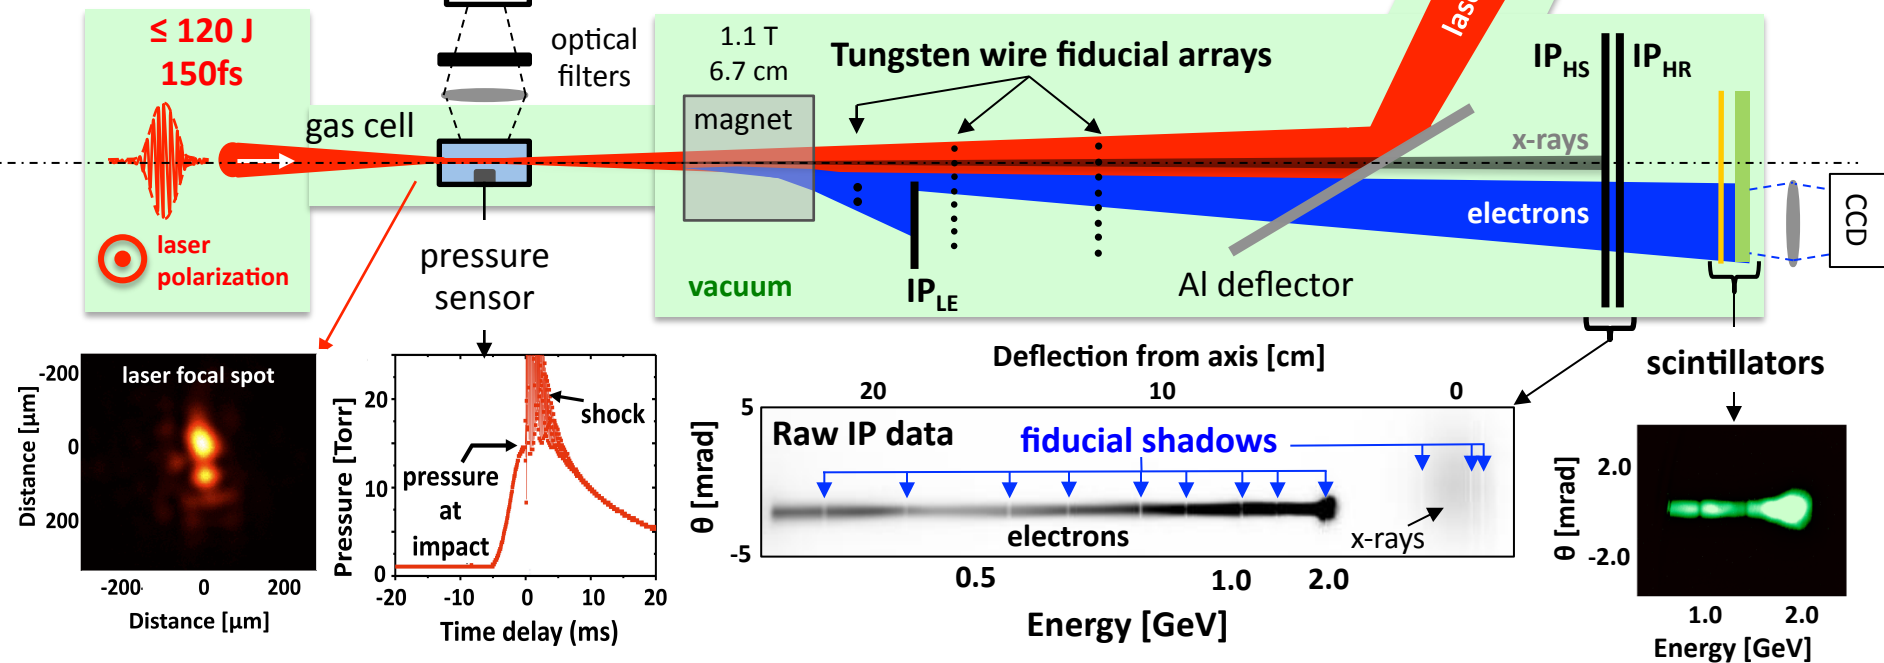 ≤ 120 J
150fs
optical
filters
1.1 T
6.7 cm
Tungsten wire fiducial arrays
IPHS
IPHR
gas cell
magnet
x-rays
electrons
CCD
laser
polarization
pressure
sensor
vacuum
IPLE
Al deflector
scintillators
laser focal spot
Distance [µm]
-200
0
200
-200
0
200
Distance [µm]
Pressure [Torr]
20
10
0
shock
pressure
at
impact
-20
-10
0
10
20
Time delay (ms)
Deflection from axis [cm]
20
10
0
5
-5
θ [mrad]
Raw IP data
fiducial shadows
electrons
x-rays
0.5
1.0
2.0
Energy [GeV]
θ [mrad]
2.0
0
-2.0
1.0
2.0
Energy [GeV]